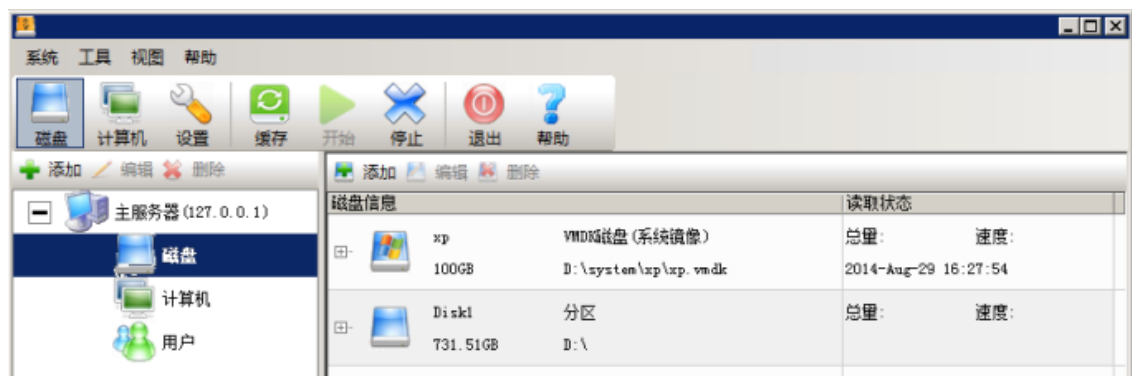 系统 工具 视图 帮助
磁盘 计算机 设置 缓存 开始 停止 退出 帮助
添加 编辑 删除
添加 编辑 删除
主服务器(127.0.0.1)
磁盘
计算机
用户
磁盘信息 读取状态
xp VMDK磁盘(系统镜像) 总量: 速度:
100GB D:\system\xp\xp.vmdk 2014-Aug-29 16:27:54
Disk1 分区 总量: 速度:
731.51GB D:\